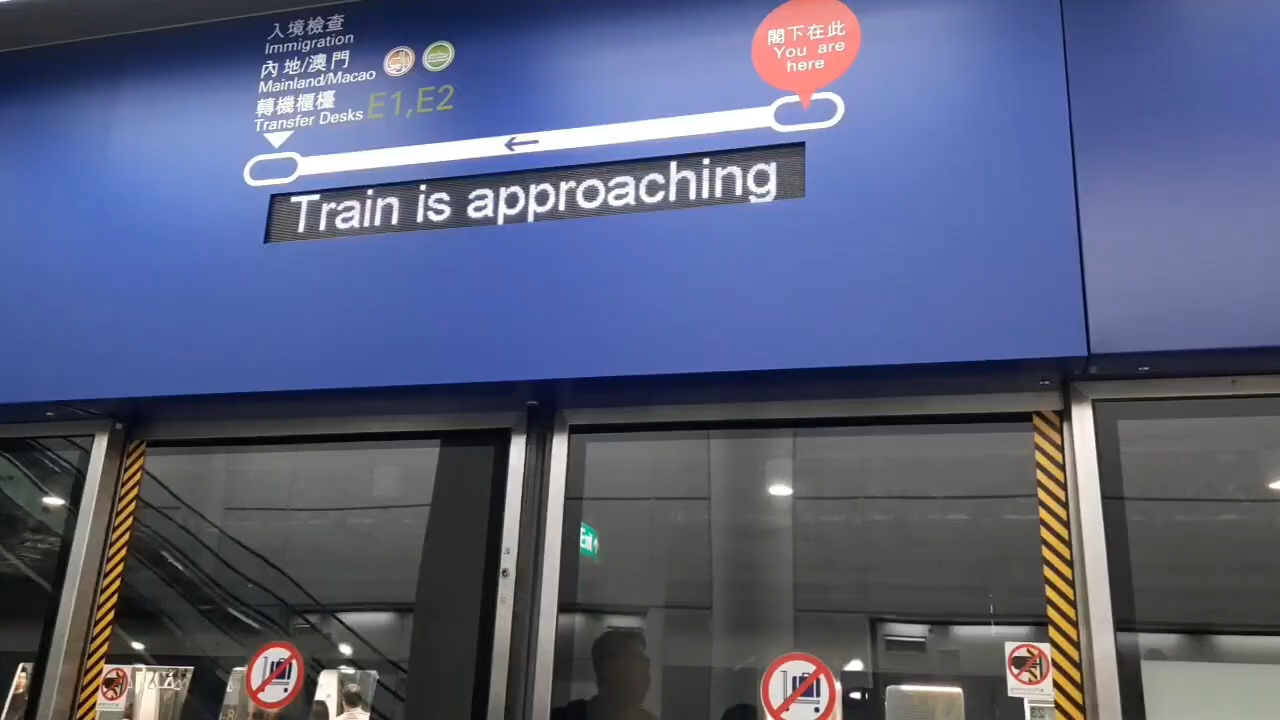 入境檢查
Immigration
內地/澳門
Mainland/Macao
轉機櫃檯
Transfer Desks E1,E2
閣下在此
You are
here
Train is approaching
Exit